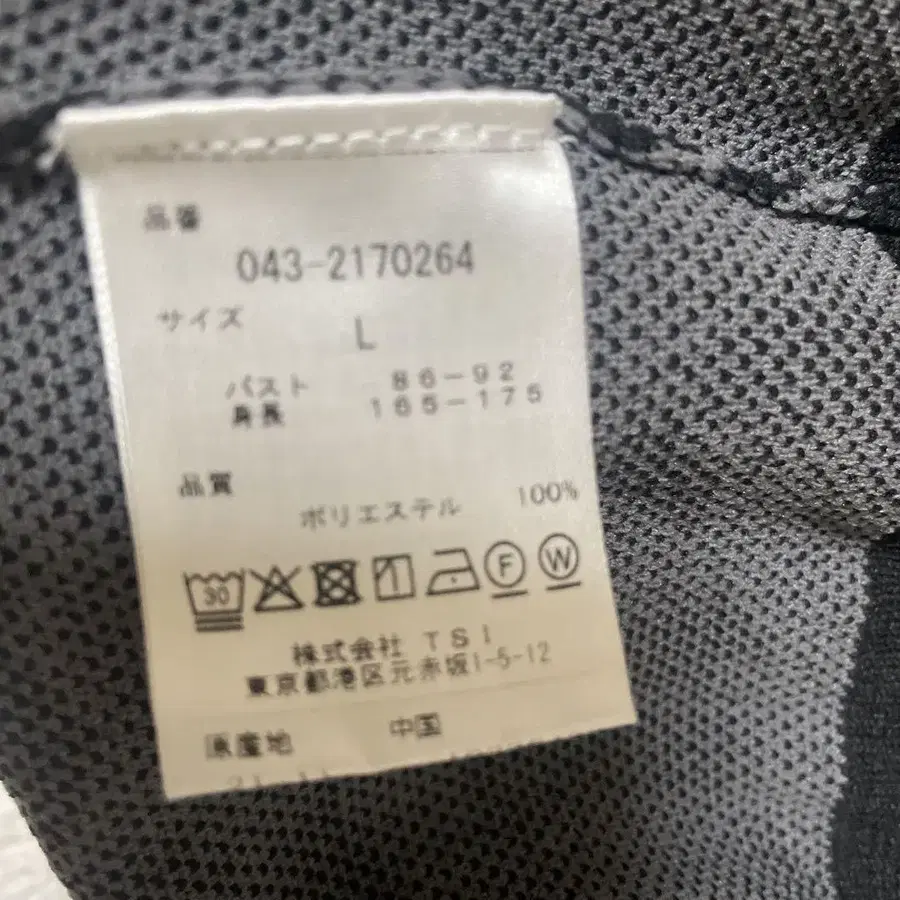 品番
043-2170264
サイズ L
バスト 86-92
身長 165-175
品質
ポリエステル 100%
30 F W
株式会社 TSI
東京都港区元赤坂1-5-12
原産地 中国